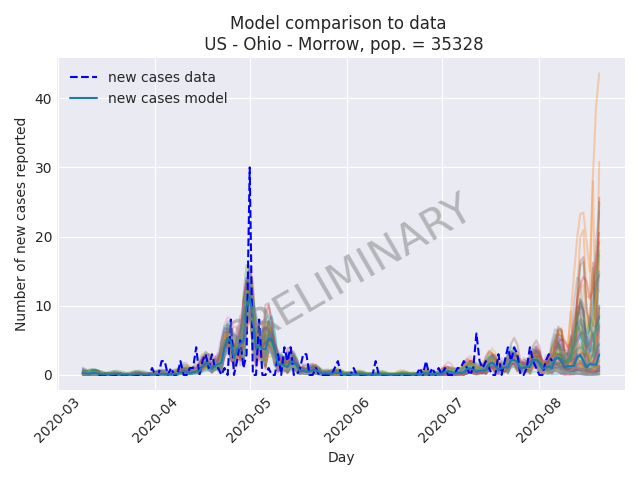 Model comparison to data
US - Ohio - Morrow, pop. = 35328
new cases data
new cases model
Number of new cases reported
40
30
20
10
0
PRELIMINARY
2020-03
2020-04
2020-05
2020-06
2020-07
2020-08
Day